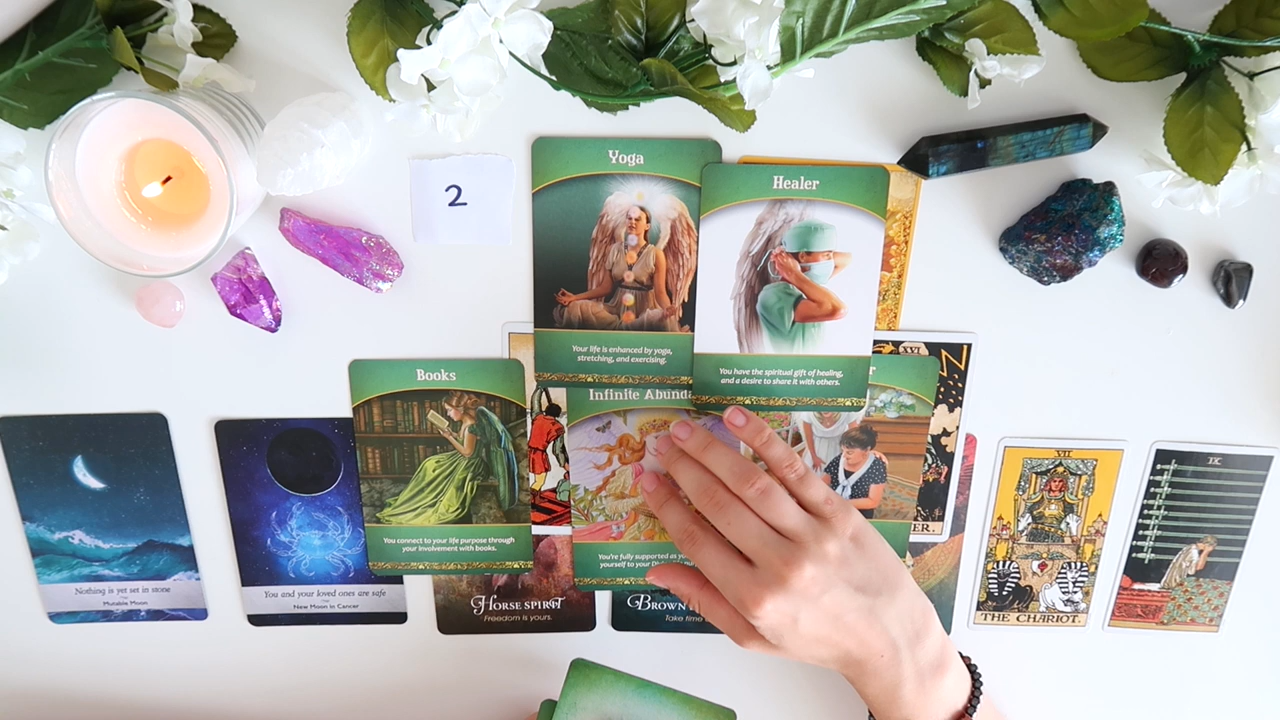 2
Yoga
Your life is enhanced by yoga,
stretching, and exercising.
Healer
You have the spiritual gift of healing,
and a desire to share it with others.
XVI
Books
You connect to your life purpose through
your involvement with books.
Infinite
You're fully supported as
yourself to your
ER.
Nothing is yet set in stone
Mutable Moon
You and your loved ones are safe
New Moon in Cancer
HORSE SPIRIT
Freedom is yours.
BROWN
Take time
VII
THE CHARIOT.
IX